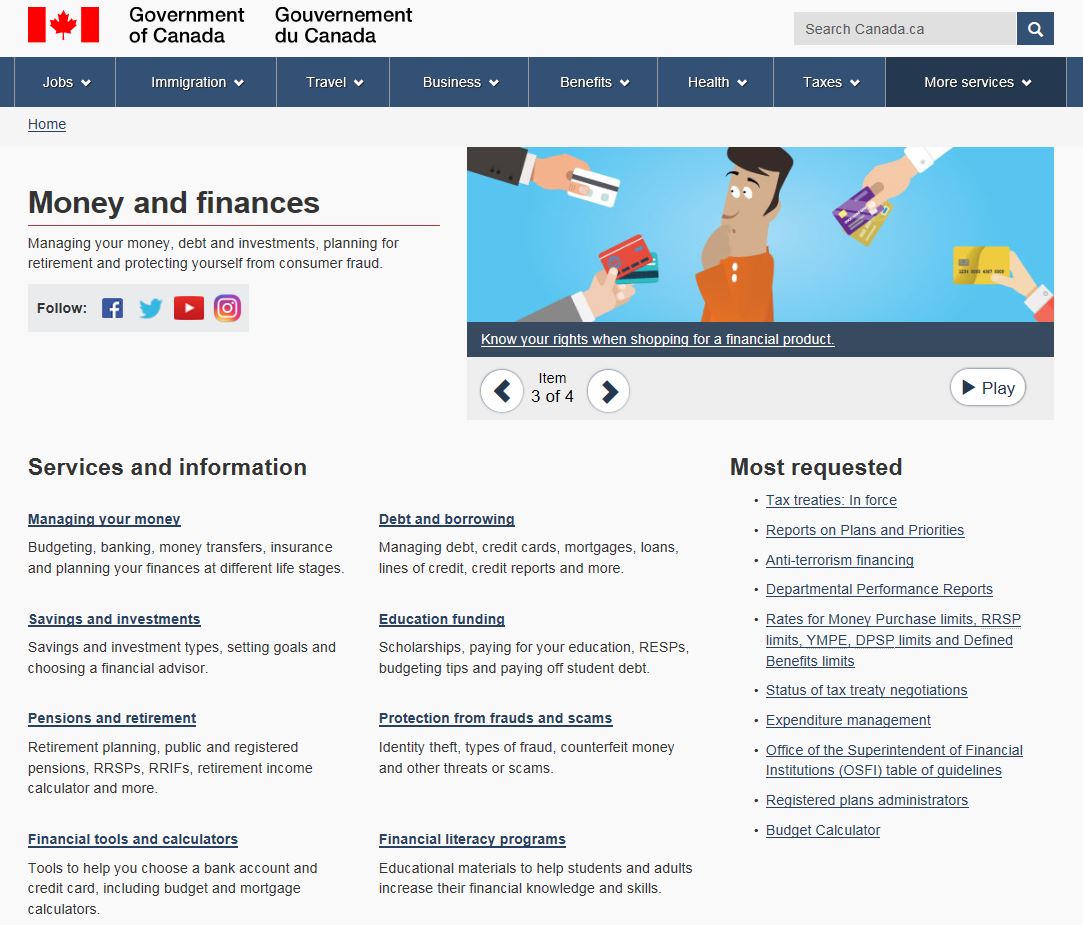 Government
of Canada
Gouvernement
du Canada
Search Canada.ca
Jobs
Immigration
Travel
Business
Benefits
Health
Taxes
More services
Home
Money and finances
Managing your money, debt and investments, planning for
retirement and protecting yourself from consumer fraud.
Follow:
Know your rights when shopping for a financial product.
Item
3 of 4
Play
Services and information
Managing your money
Budgeting, banking, money transfers, insurance
and planning your finances at different life stages.
Debt and borrowing
Managing debt, credit cards, mortgages, loans,
lines of credit, credit reports and more.
Savings and investments
Savings and investment types, setting goals and
choosing a financial advisor.
Education funding
Scholarships, paying for your education, RESPs,
budgeting tips and paying off student debt.
Pensions and retirement
Retirement planning, public and registered
pensions, RRSPs, RRIFs, retirement income
calculator and more.
Protection from frauds and scams
Identity theft, types of fraud, counterfeit money
and other threats or scams.
Financial tools and calculators
Tools to help you choose a bank account and
credit card, including budget and mortgage
calculators.
Financial literacy programs
Educational materials to help students and adults
increase their financial knowledge and skills.
Most requested
• Tax treaties: In force
• Reports on Plans and Priorities
• Anti-terrorism financing
• Departmental Performance Reports
• Rates for Money Purchase limits, RRSP
limits, YMPE, DPSP limits and Defined
Benefits limits
• Status of tax treaty negotiations
• Expenditure management
• Office of the Superintendent of Financial
Institutions (OSFI) table of guidelines
• Registered plans administrators
• Budget Calculator